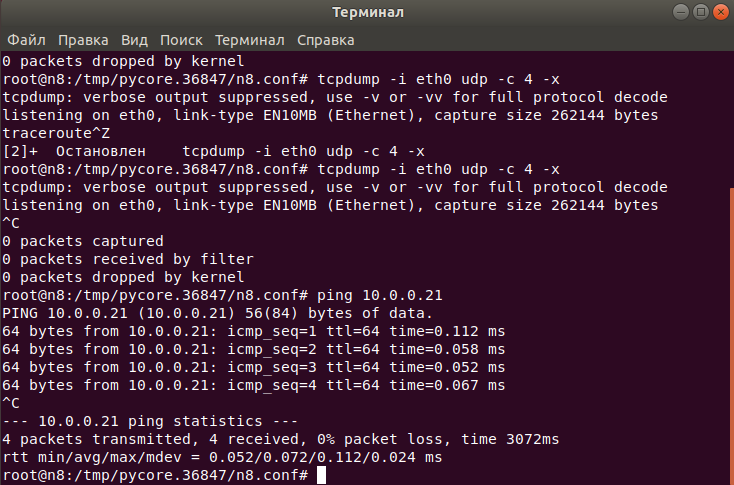 Терминал
Файл Правка Вид Поиск Терминал Справка
0 packets dropped by kernel
root@n8:/tmp/pycore.36847/n8.conf# tcpdump -i eth0 udp -c 4 -x
tcpdump: verbose output suppressed, use -v or -vv for full protocol decode
listening on eth0, link-type EN10MB (Ethernet), capture size 262144 bytes
traceroute^Z
[2]+  Остановлен    tcpdump -i eth0 udp -c 4 -x
root@n8:/tmp/pycore.36847/n8.conf# tcpdump -i eth0 udp -c 4 -x
tcpdump: verbose output suppressed, use -v or -vv for full protocol decode
listening on eth0, link-type EN10MB (Ethernet), capture size 262144 bytes
^C
0 packets captured
0 packets received by filter
0 packets dropped by kernel
root@n8:/tmp/pycore.36847/n8.conf# ping 10.0.0.21
PING 10.0.0.21 (10.0.0.21) 56(84) bytes of data.
64 bytes from 10.0.0.21: icmp_seq=1 ttl=64 time=0.112 ms
64 bytes from 10.0.0.21: icmp_seq=2 ttl=64 time=0.058 ms
64 bytes from 10.0.0.21: icmp_seq=3 ttl=64 time=0.052 ms
64 bytes from 10.0.0.21: icmp_seq=4 ttl=64 time=0.067 ms
^C
--- 10.0.0.21 ping statistics ---
4 packets transmitted, 4 received, 0% packet loss, time 3072ms
rtt min/avg/max/mdev = 0.052/0.072/0.112/0.024 ms
root@n8:/tmp/pycore.36847/n8.conf#